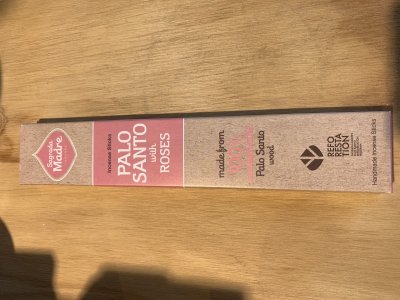 Sagrada
Madre
Incense Sticks
PALO
SANTO
with
ROSES
made from
Palo Santo
wood
REFO
RESTA
TION
Handmade Incense Sticks